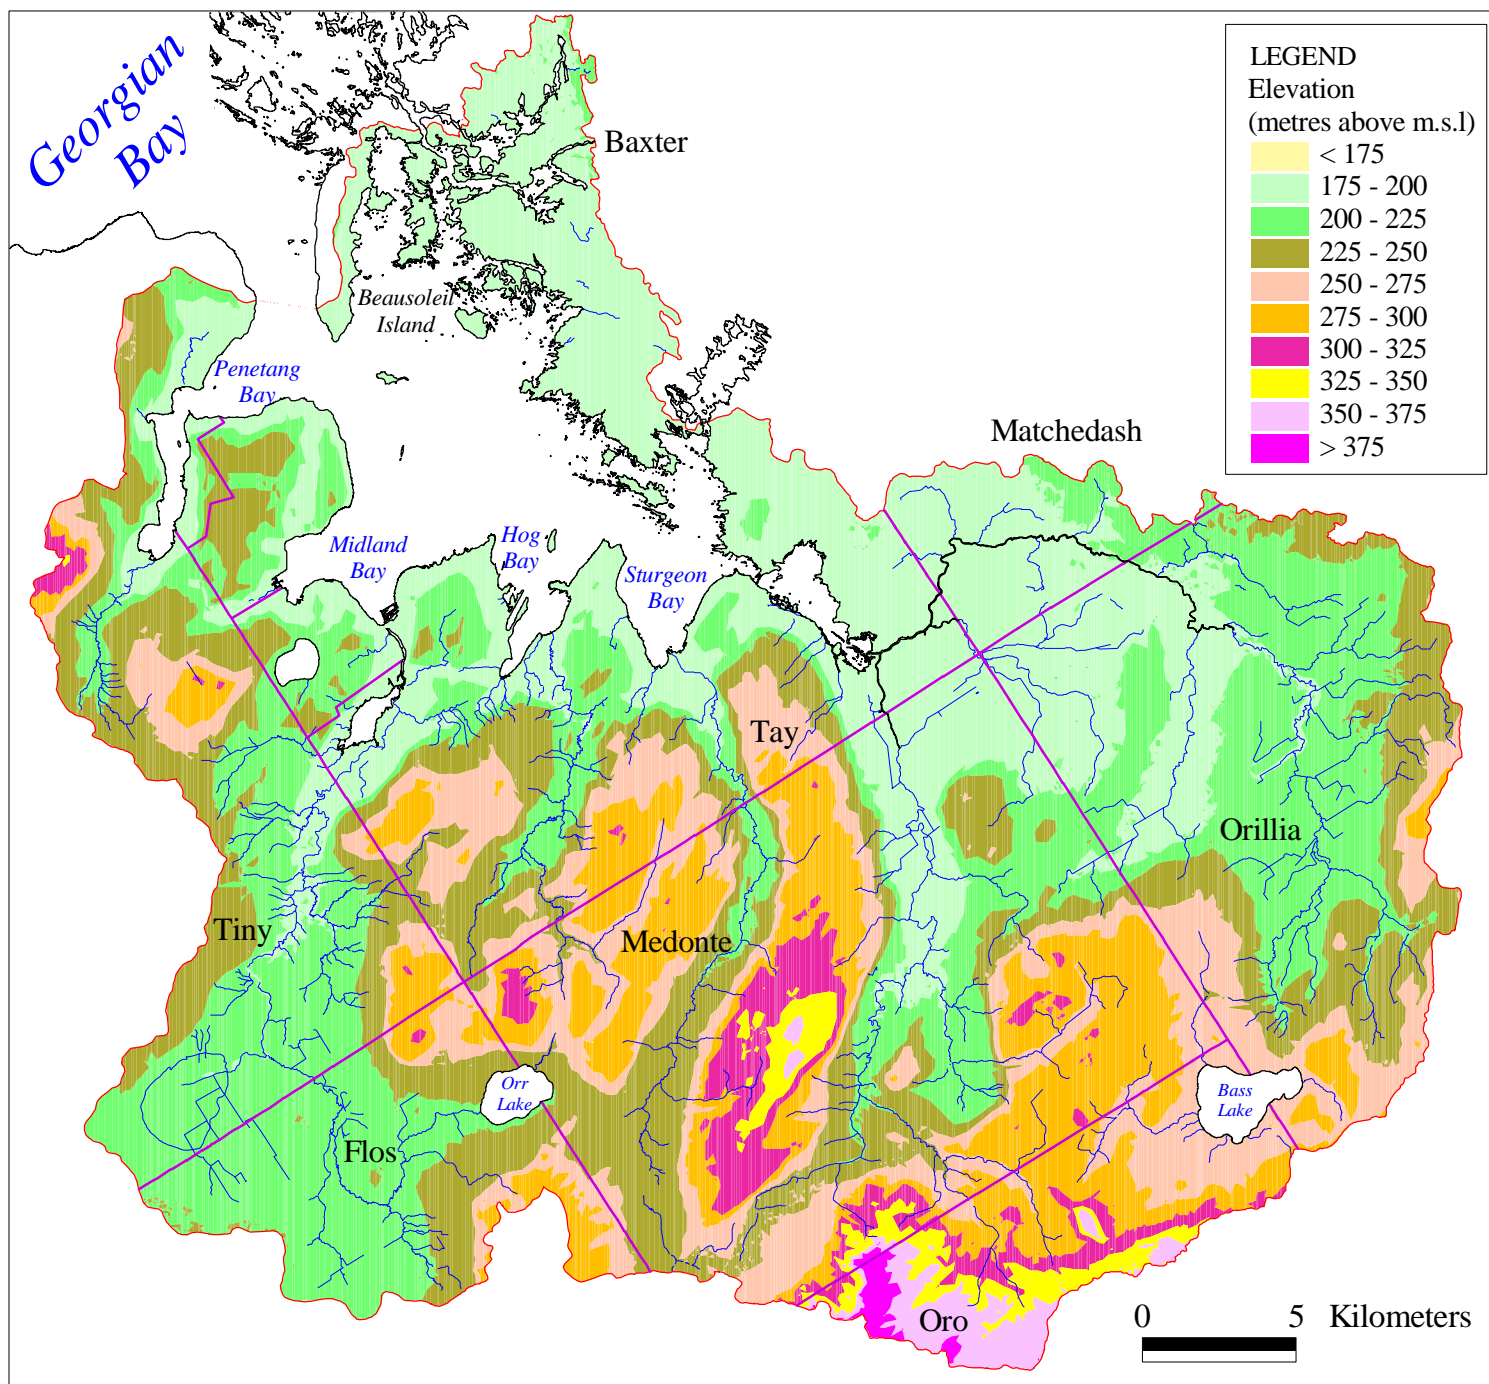 Georgian
Bay
LEGEND
Elevation
(metres above m.s.l)
< 175
175 - 200
200 - 225
225 - 250
250 - 275
275 - 300
300 - 325
325 - 350
350 - 375
> 375
Baxter
Beausoleil
Island
Penetang
Bay
Matchedash
Midland
Bay
Hog
Bay
Sturgeon
Bay
Tay
Orillia
Tiny
Medonte
Orr
Lake
Bass
Lake
Flos
Oro
0 5 Kilometers